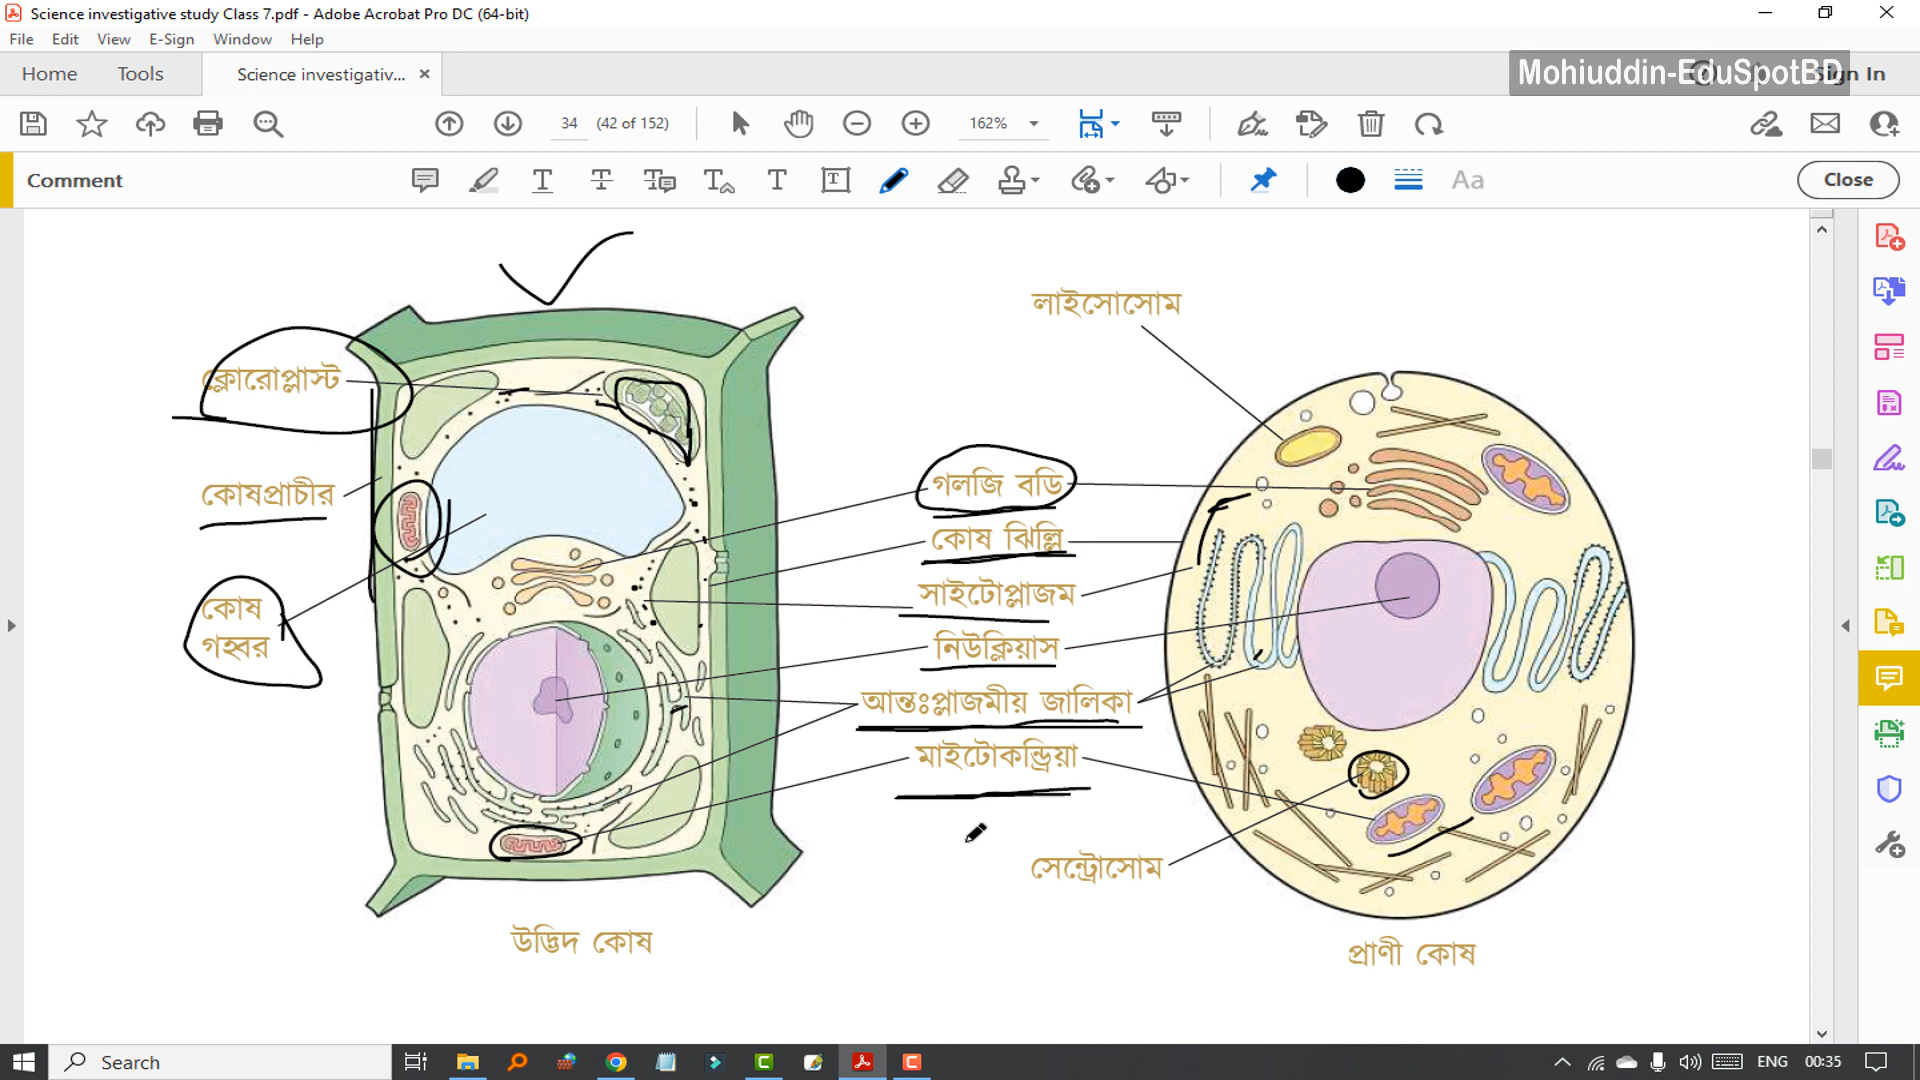 Science investigative study Class 7.pdf - Adobe Acrobat Pro DC (64-bit)
File Edit View E-Sign Window Help
Home Tools Science investigativ... Sign In
Mohiuddin-EduSpotBD
34 (42 of 152) 162%
Comment Aa Close
লাইসোসোম
ক্লোরোপ্লাস্ট
কোষপ্রাচীর
গলজি বডি
কোষ ঝিল্লি
সাইটোপ্লাজম
কোষ
গহ্বর
নিউক্লিয়াস
আন্তঃপ্লাজমীয় জালিকা
মাইটোকন্ড্রিয়া
সেন্ট্রোসোম
উদ্ভিদ কোষ
প্রাণী কোষ
Search ENG 00:35